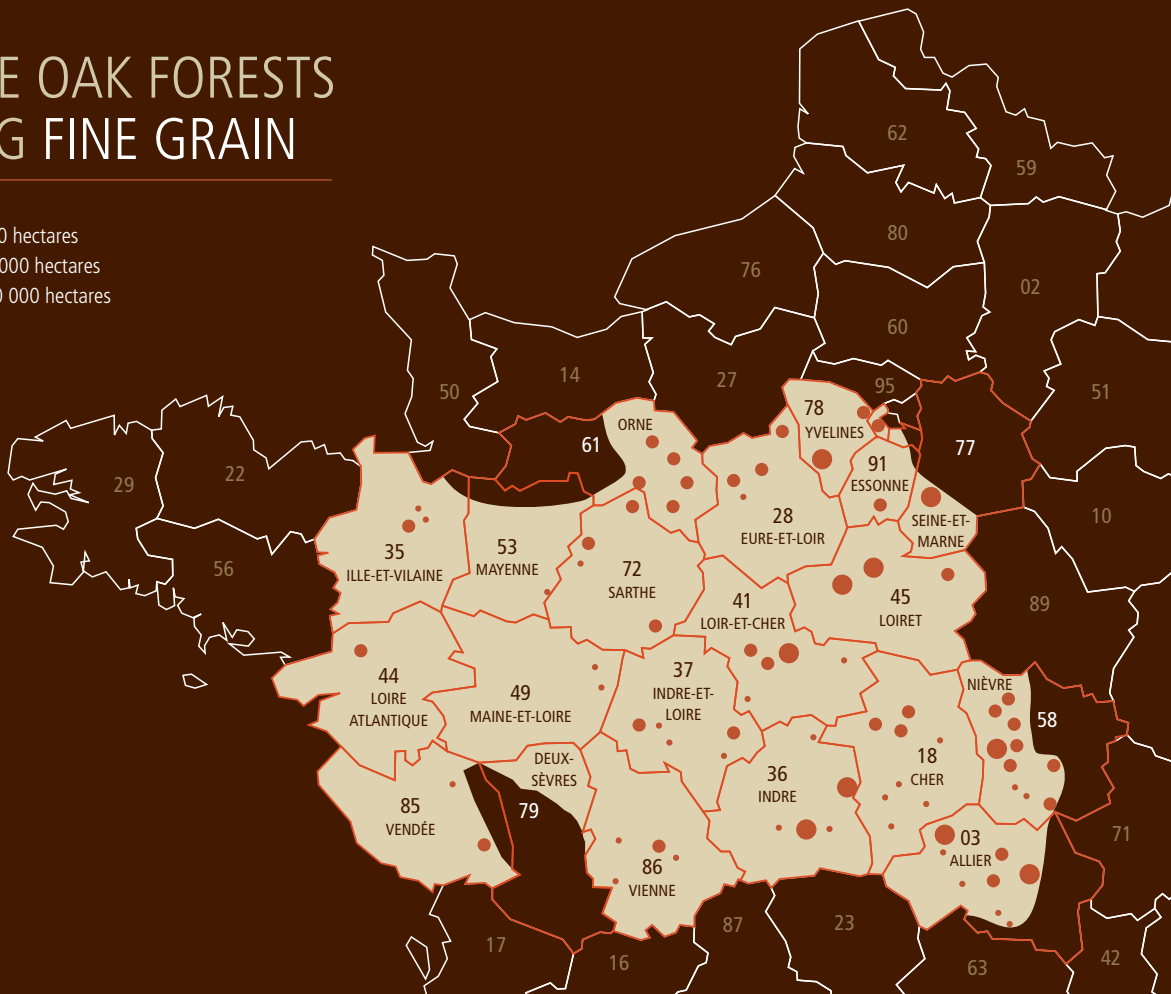 E OAK FORESTS
G FINE GRAIN
0 hectares
000 hectares
0 000 hectares
62
59
80
76
02
60
14
27
95
51
50
78
YVELINES
ORNE
61
77
91
ESSONNE
29
22
10
28
EURE-ET-LOIR
SEINE-ET-
MARNE
35
ILLE-ET-VILAINE
53
MAYENNE
72
SARTHE
56
41
LOIR-ET-CHER
45
LOIRET
89
44
LOIRE
ATLANTIQUE
49
MAINE-ET-LOIRE
37
INDRE-ET-
LOIRE
NIÈVRE
58
DEUX-
SÈVRES
79
36
INDRE
18
CHER
85
VENDÉE
03
ALLIER
71
86
VIENNE
17
16
87
23
63
42